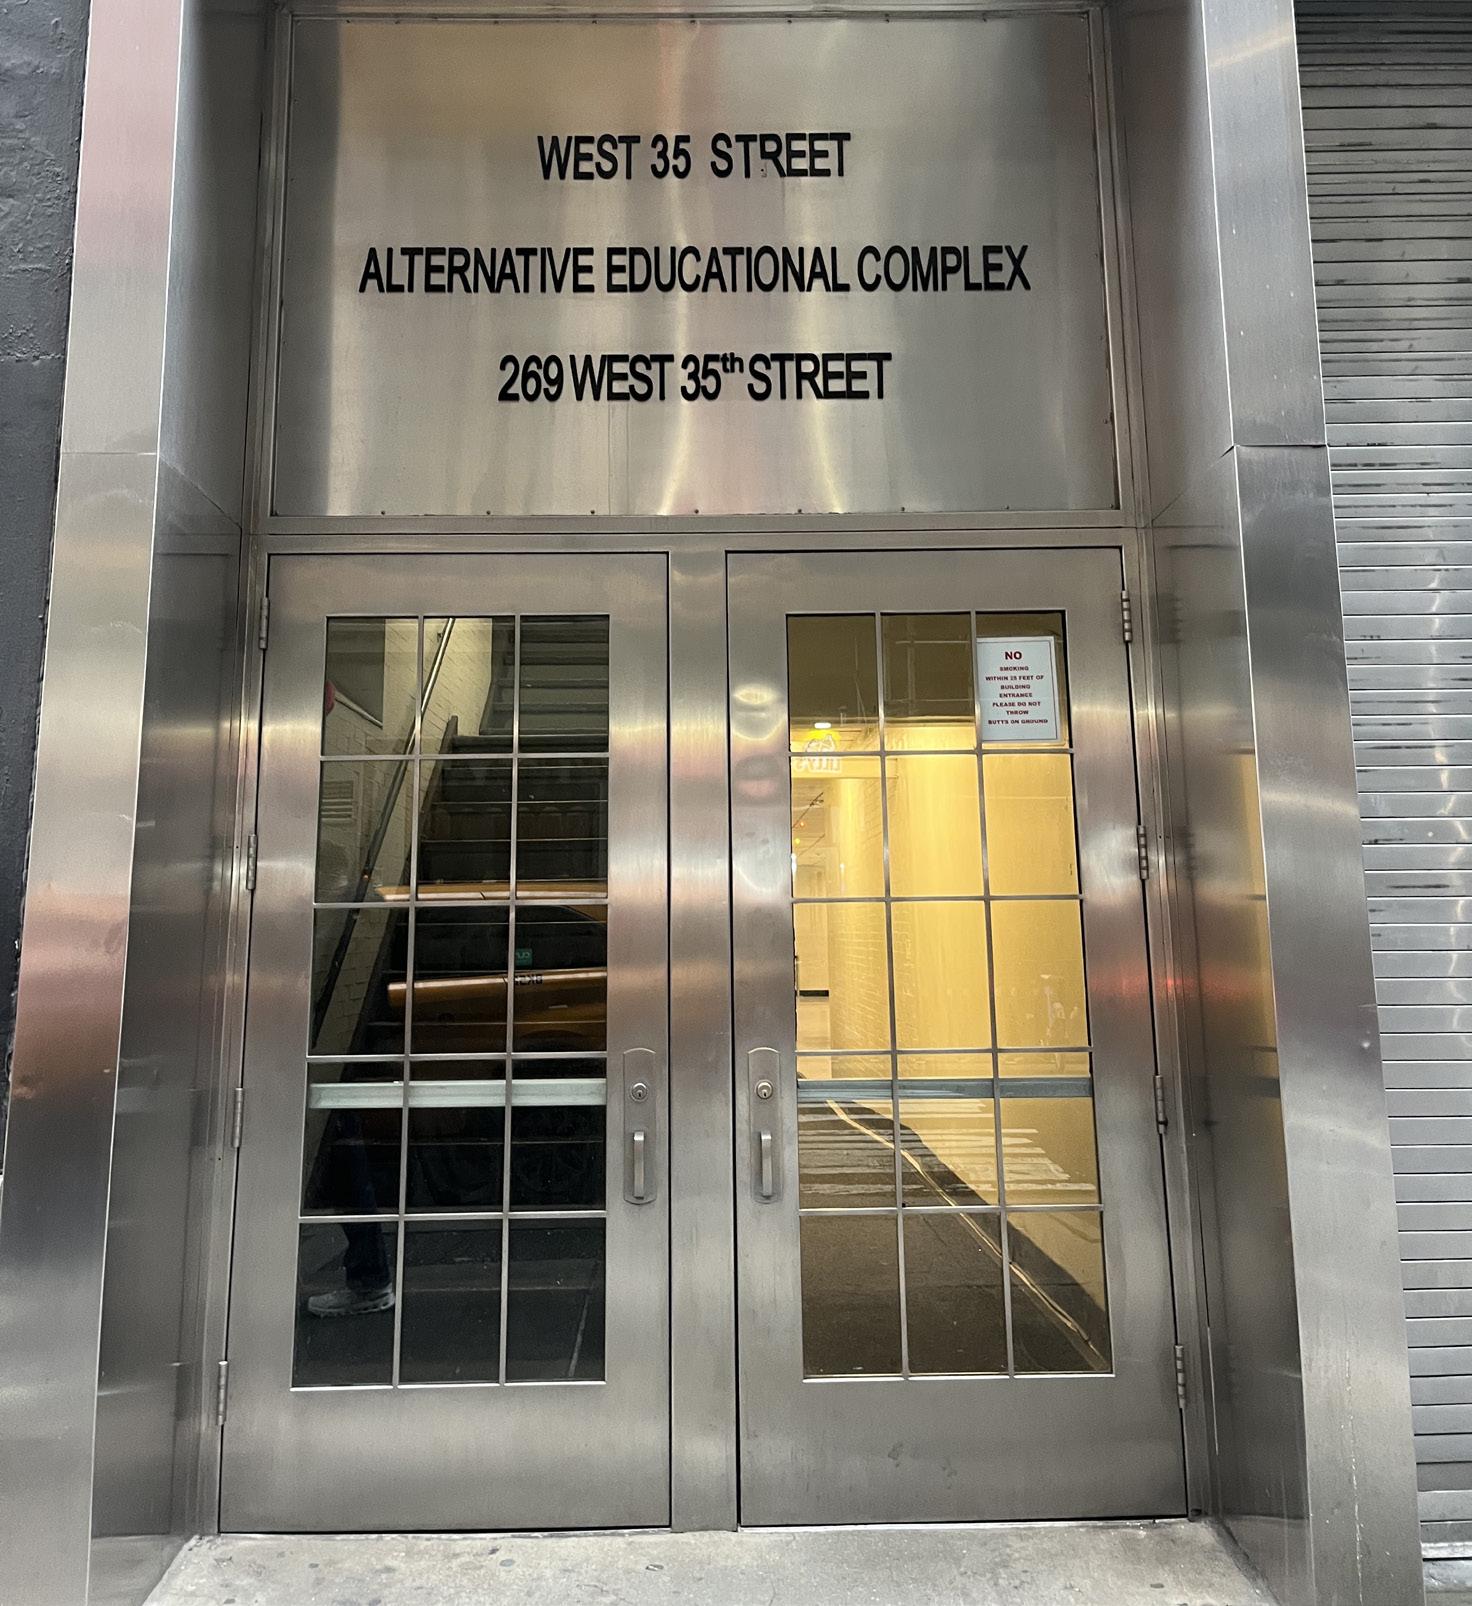 WEST 35 STREET
ALTERNATIVE EDUCATIONAL COMPLEX
269 WEST 35th STREET
NO
SMOKING
WITHIN 25 FEET OF
BUILDING
ENTRANCE
PLEASE DO NOT
THROW
BUTTS ON GROUND